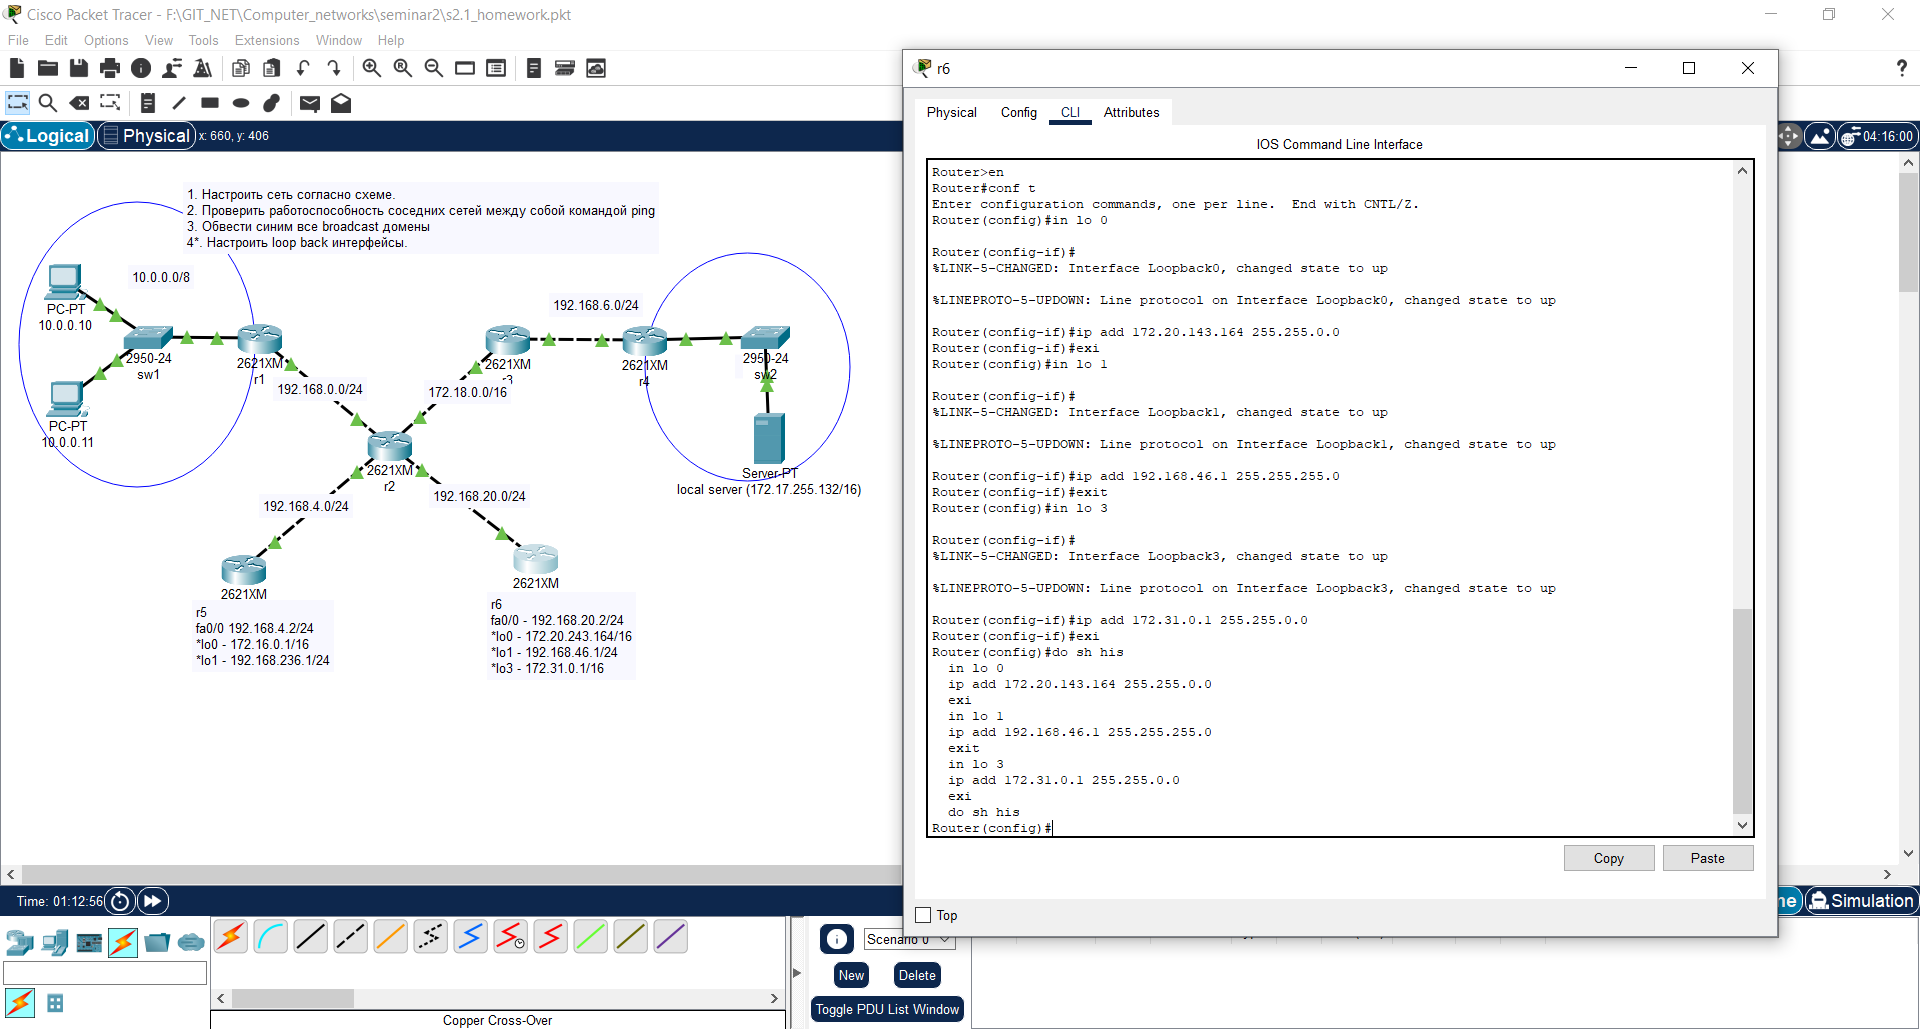 Cisco Packet Tracer - F:\GIT_NET\Computer_networks\seminar2\s2.1_homework.pkt
File Edit Options View Tools Extensions Window Help
Logical Physical x: 660, y: 406
04:16:00
1. Настроить сеть согласно схеме.
2. Проверить работоспособность соседних сетей между собой командой ping
3. Обвести синим все broadcast домены
4*. Настроить loop back интерфейсы.
10.0.0.0/8
PC-PT
10.0.0.10
2950-24
sw1
2621XM
r1
PC-PT
10.0.0.11
192.168.0.0/24
192.168.6.0/24
2621XM
r3
172.18.0.0/16
2621XM
r4
2950-24
sw2
Server-PT
local server (172.17.255.132/16)
2621XM
r2
192.168.4.0/24
192.168.20.0/24
2621XM
r5
fa0/0 192.168.4.2/24
*lo0 - 172.16.0.1/16
*lo1 - 192.168.236.1/24
2621XM
r6
fa0/0 - 192.168.20.2/24
*lo0 - 172.20.243.164/16
*lo1 - 192.168.46.1/24
*lo3 - 172.31.0.1/16
r6
Physical Config CLI Attributes
IOS Command Line Interface
Router>en
Router#conf t
Enter configuration commands, one per line.  End with CNTL/Z.
Router(config)#in lo 0
Router(config-if)#
%LINK-5-CHANGED: Interface Loopback0, changed state to up
%LINEPROTO-5-UPDOWN: Line protocol on Interface Loopback0, changed state to up
Router(config-if)#ip add 172.20.143.164 255.255.0.0
Router(config-if)#exi
Router(config)#in lo 1
Router(config-if)#
%LINK-5-CHANGED: Interface Loopback1, changed state to up
%LINEPROTO-5-UPDOWN: Line protocol on Interface Loopback1, changed state to up
Router(config-if)#ip add 192.168.46.1 255.255.255.0
Router(config-if)#exit
Router(config)#in lo 3
Router(config-if)#
%LINK-5-CHANGED: Interface Loopback3, changed state to up
%LINEPROTO-5-UPDOWN: Line protocol on Interface Loopback3, changed state to up
Router(config-if)#ip add 172.31.0.1 255.255.0.0
Router(config-if)#exi
Router(config)#do sh his
in lo 0
ip add 172.20.143.164 255.255.0.0
exi
in lo 1
ip add 192.168.46.1 255.255.255.0
exit
in lo 3
ip add 172.31.0.1 255.255.0.0
exi
do sh his
Router(config)#
Copy Paste
Top
Time: 01:12:56
ne Simulation
Scenario 0
New Delete
Toggle PDU List Window
Copper Cross-Over